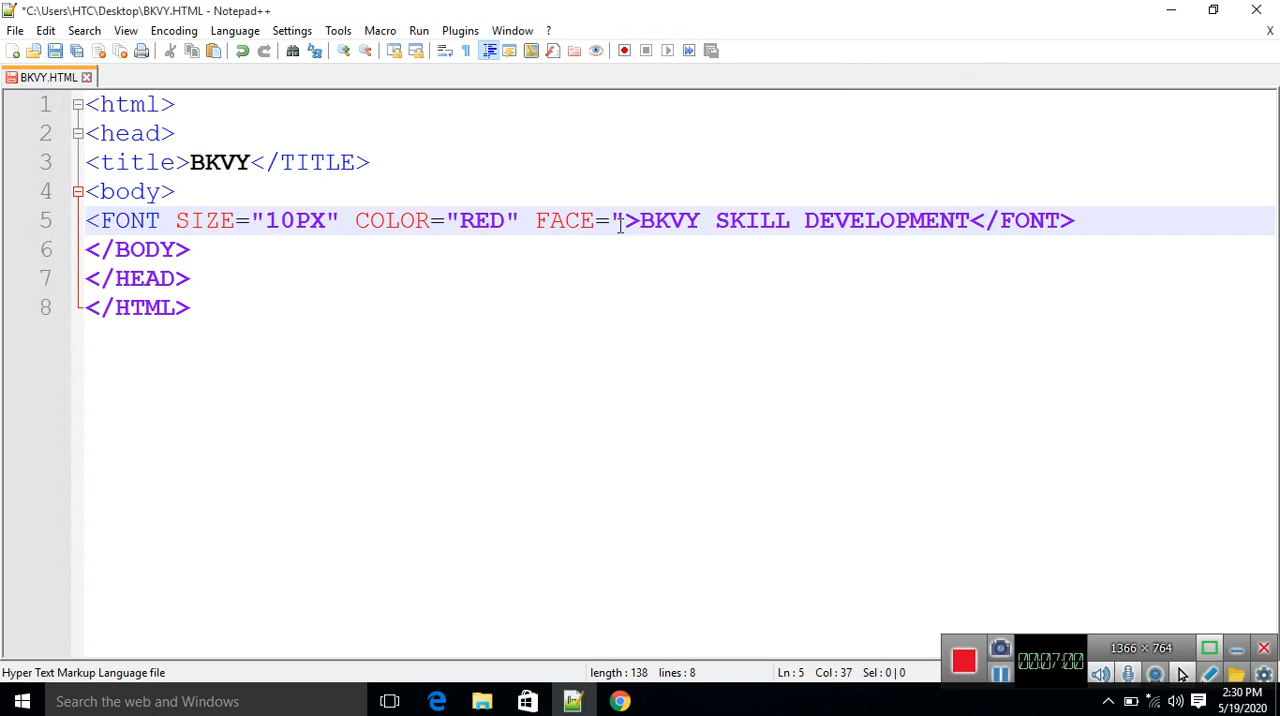 *C:\Users\HTC\Desktop\BKVY.HTML - Notepad++
File Edit Search View Encoding Language Settings Tools Macro Run Plugins Window ? X
BKVY.HTML
1 <html>
2 <head>
3 <title>BKVY</TITLE>
4 <body>
5 <FONT SIZE="10PX" COLOR="RED" FACE=">BKVY SKILL DEVELOPMENT</FONT>
6 </BODY>
7 </HEAD>
8 </HTML>
1366 × 764
00:07:00
Hyper Text Markup Language file length : 138 lines : 8 Ln : 5 Col : 37 Sel : 0 | 0
Search the web and Windows
2:30 PM
5/19/2020